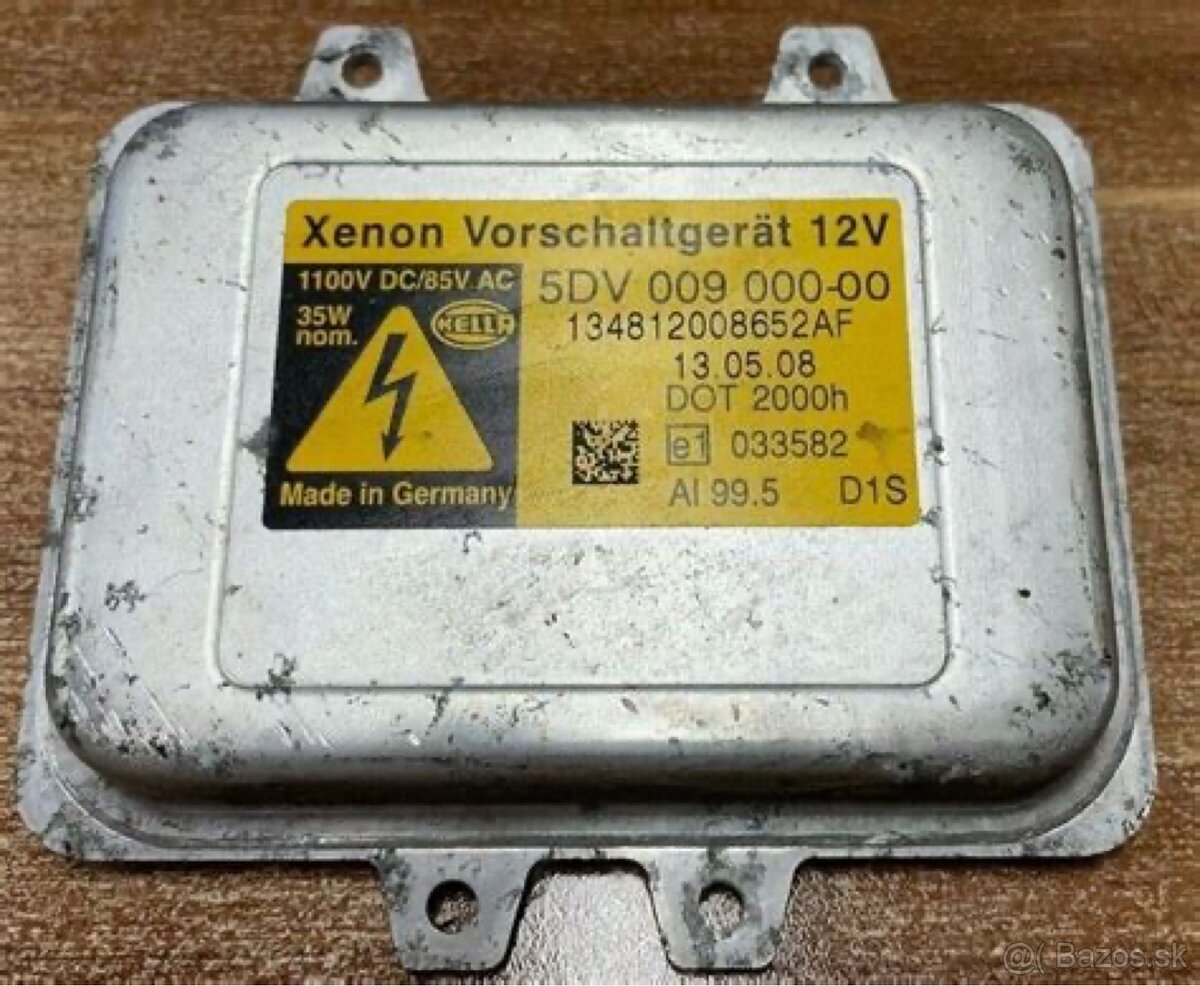 Xenon Vorschaltgerät 12V
1100V DC/85V AC
35W
nom.
HELLA
Made in Germany
5DV 009 000-00
134812008652AF
13.05.08
DOT 2000h
e1 033582
AI 99.5 D1S
@( Bazos.sk